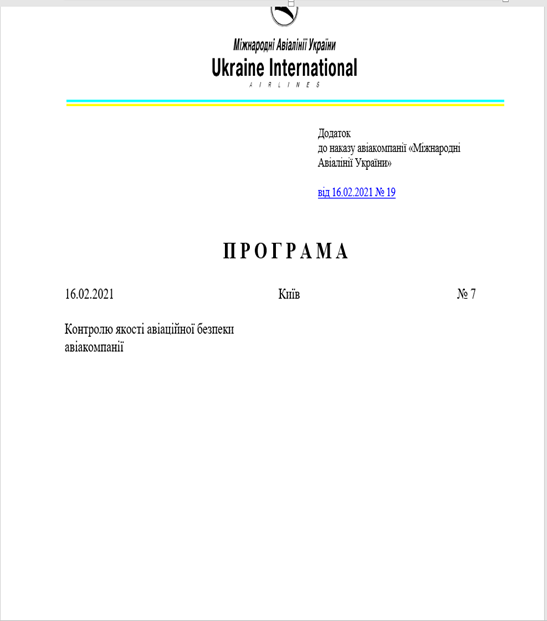 Міжнародні Авіалінії України
Ukraine International
AIRLINES
Додаток
до наказу авіакомпанії «Міжнародні
Авіалінії України»
від 16.02.2021 № 19
ПРОГРАМА
16.02.2021 Київ № 7
Контролю якості авіаційної безпеки
авіакомпанії